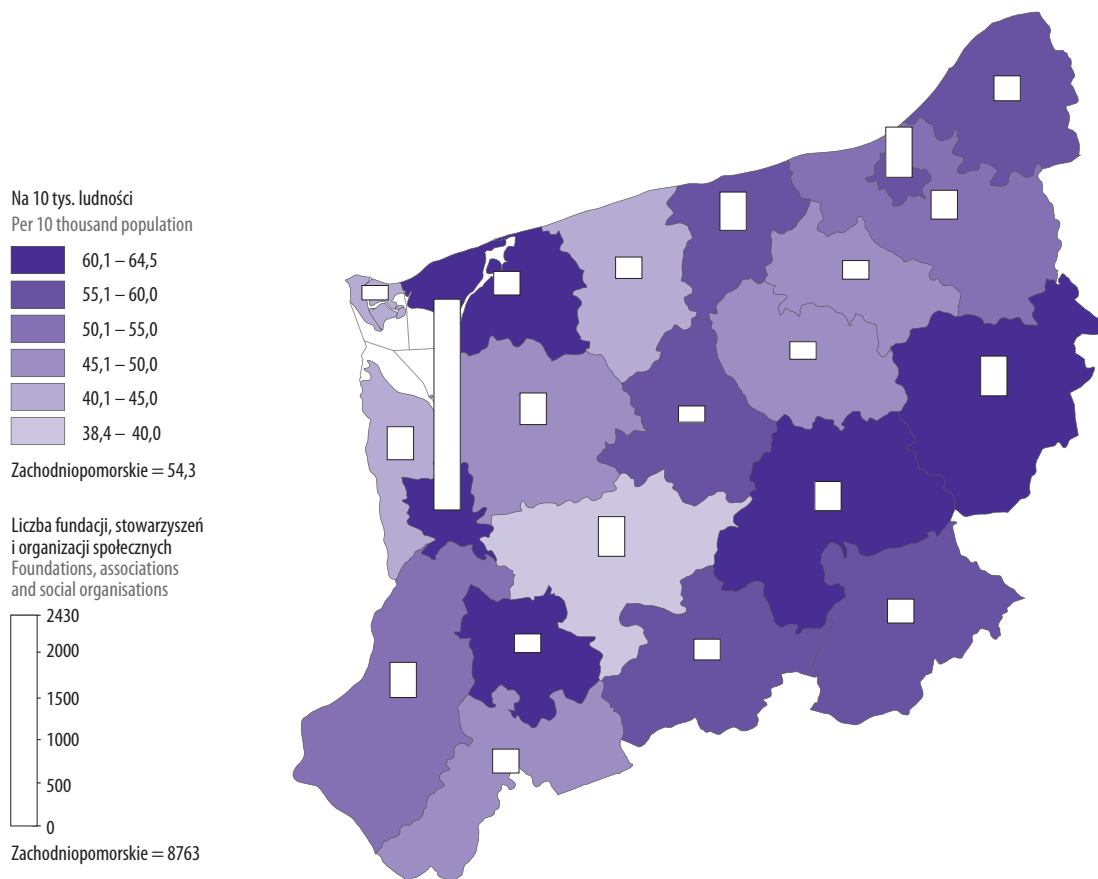 Na 10 tys. ludności
Per 10 thousand population
60,1 – 64,5
55,1 – 60,0
50,1 – 55,0
45,1 – 50,0
40,1 – 45,0
38,4 – 40,0
Zachodniopomorskie = 54,3
Liczba fundacji, stowarzyszeń
i organizacji społecznych
Foundations, associations
and social organisations
2430
2000
1500
1000
500
0
Zachodniopomorskie = 8763